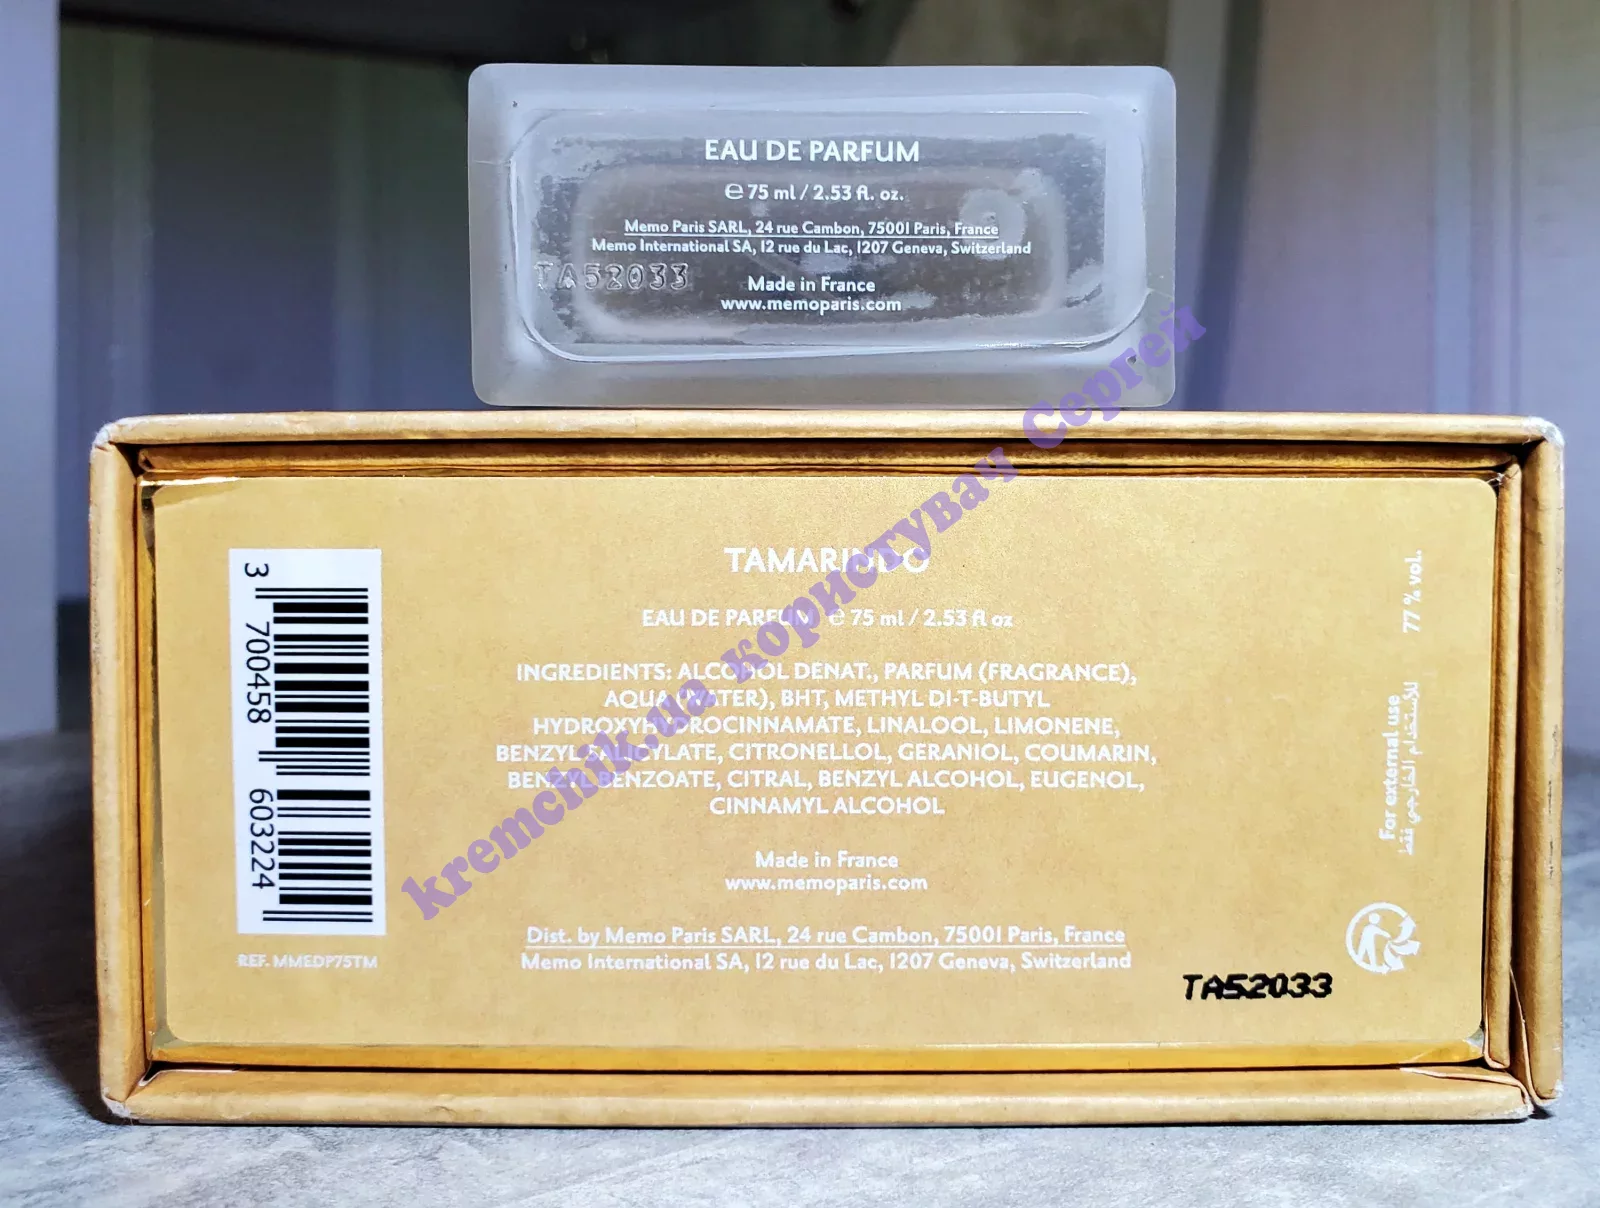 EAU DE PARFUM
℮ 75 ml / 2.53 fl. oz.
Memo Paris SARL, 24 rue Cambon, 75001 Paris, France
Memo International SA, 12 rue du Lac, 1207 Geneva, Switzerland
TA52033
Made in France
www.memoparis.com
TAMARINDO
EAU DE PARFUM ℮ 75 ml / 2.53 fl oz
INGREDIENTS: ALCOHOL DENAT., PARFUM (FRAGRANCE),
AQUA (WATER), BHT, METHYL DI-T-BUTYL
HYDROXYHYDROCINNAMATE, LINALOOL, LIMONENE,
BENZYL SALICYLATE, CITRONELLOL, GERANIOL, COUMARIN,
BENZYL BENZOATE, CITRAL, BENZYL ALCOHOL, EUGENOL,
CINNAMYL ALCOHOL
Made in France
www.memoparis.com
Dist. by Memo Paris SARL, 24 rue Cambon, 75001 Paris, France
Memo International SA, 12 rue du Lac, 1207 Geneva, Switzerland
3 700458 603224
REF. MMEDP75TM
77 % vol.
For external use
للاستخدام الخارجي فقط
TA52033
kremchik.ua користувач Сергей